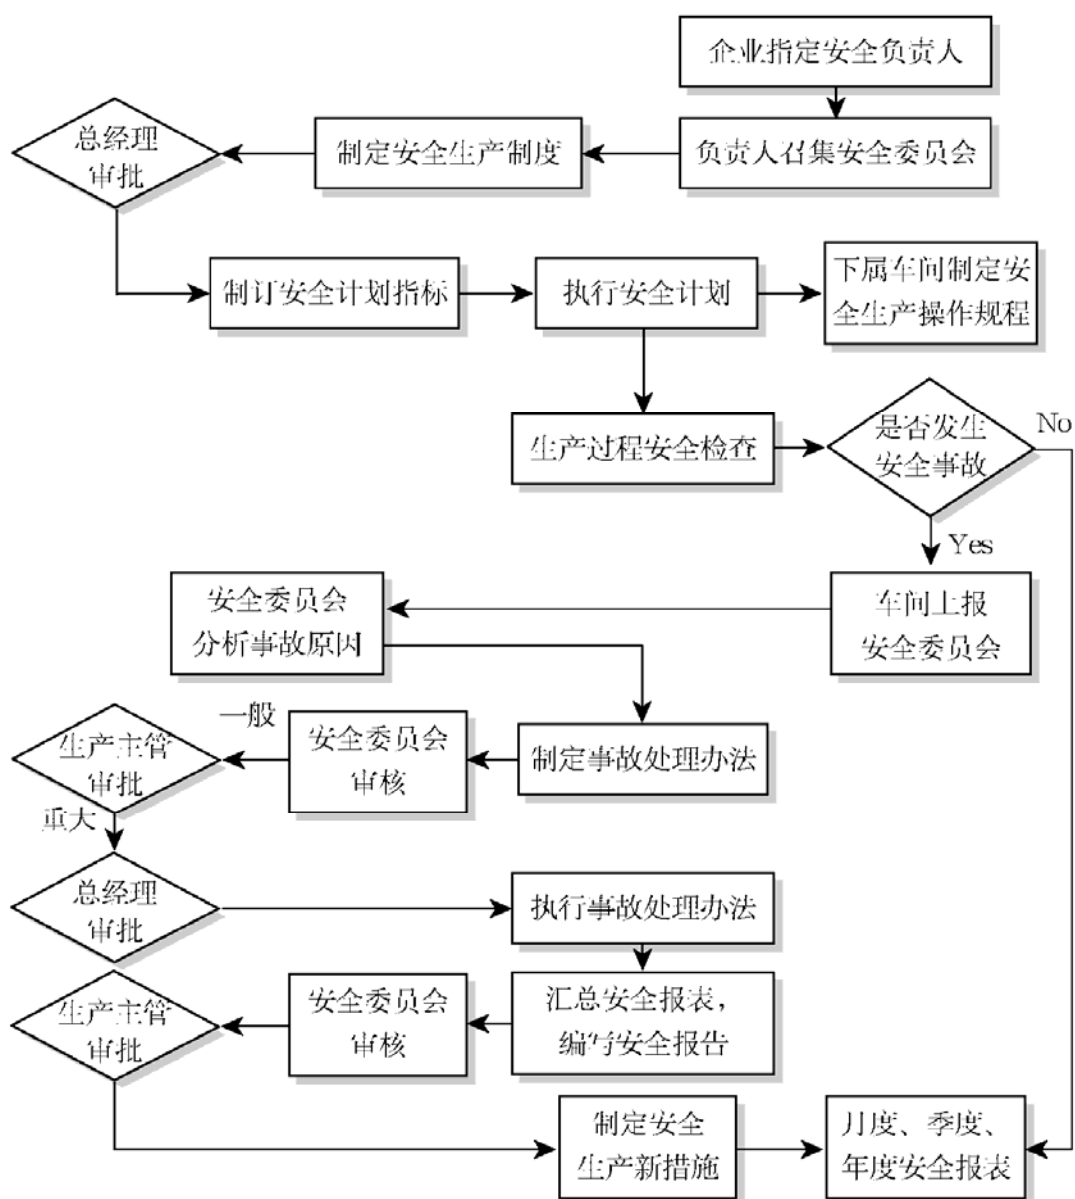 企业指定安全负责人
总经理
审批
制定安全生产制度
负责人召集安全委员会
制订安全计划指标
执行安全计划
下属车间制定安
全生产操作规程
生产过程安全检查
是否发生
安全事故
No
Yes
安全委员会
分析事故原因
车间上报
安全委员会
生产主管
审批
一般
安全委员会
审核
制定事故处理办法
重大
总经理
审批
执行事故处理办法
生产主管
审批
安全委员会
审核
汇总安全报表，
编写安全报告
制定安全
生产新措施
月度、季度、
年度安全报表